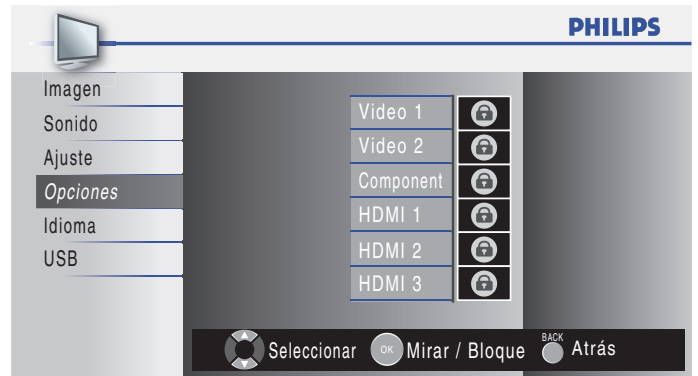 PHILIPS
Imagen
Sonido
Ajuste
Opciones
Idioma
USB
Video 1
Video 2
Component
HDMI 1
HDMI 2
HDMI 3
Seleccionar OK Mirar / Bloque BACK Atrás